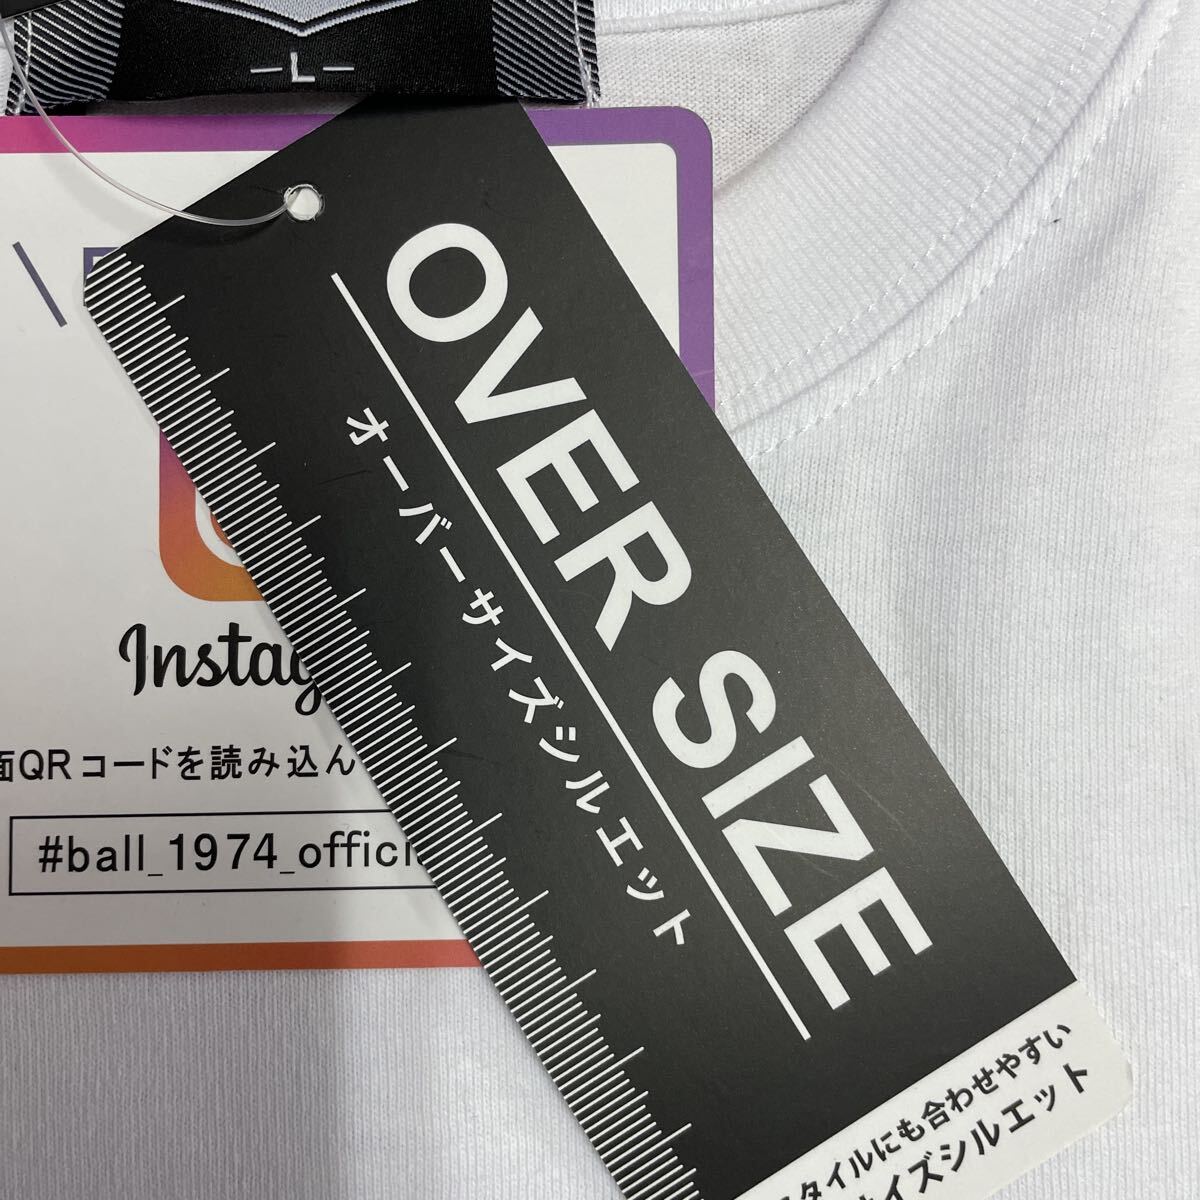 -L-
OVER SIZE
オーバーサイズシルエット
Instag
面QRコードを読み込ん
#ball_1974_offici
スタイルにも合わせやすい
サイズシルエット